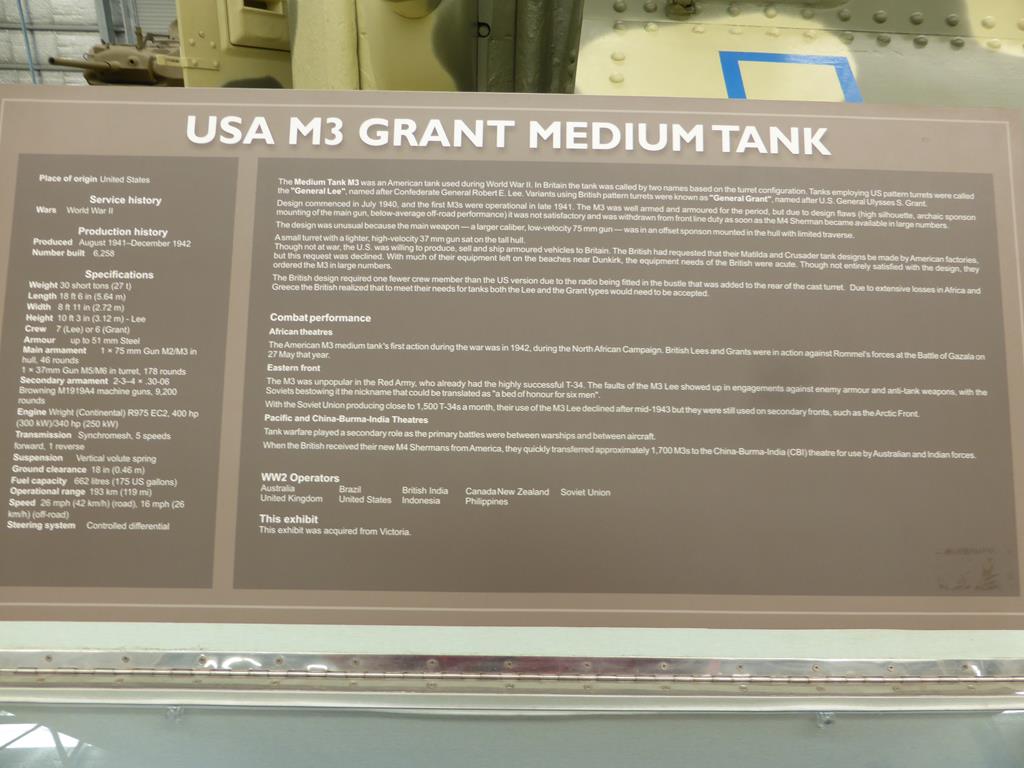 USA M3 GRANT MEDIUM TANK
Place of origin United States
Service history
Wars World War II
Production history
Produced August 1941–December 1942
Number built 6,258
Specifications
Weight 30 short tons (27 t)
Length 18 ft 6 in (5.64 m)
Width 8 ft 11 in (2.72 m)
Height 10 ft 3 in (3.12 m) - Lee
Crew 7 (Lee) or 6 (Grant)
Armour up to 51 mm Steel
Main armament 1 × 75 mm Gun M2/M3 in
hull, 46 rounds
1 × 37mm Gun M5/M6 in turret, 178 rounds
Secondary armament 2-3–4 × .30-06
Browning M1919A4 machine guns, 9,200
rounds
Engine Wright (Continental) R975 EC2, 400 hp
(300 kW)/340 hp (250 kW)
Transmission Synchromesh, 5 speeds
forward, 1 reverse
Suspension Vertical volute spring
Ground clearance 18 in (0.46 m)
Fuel capacity 662 litres (175 US gallons)
Operational range 193 km (119 mi)
Speed 26 mph (42 km/h) (road), 16 mph (26
km/h) (off-road)
Steering system Controlled differential
The Medium Tank M3 was an American tank used during World War II. In Britain the tank was called by two names based on the turret configuration. Tanks employing US pattern turrets were called
the "General Lee", named after Confederate General Robert E. Lee. Variants using British pattern turrets were known as "General Grant", named after U.S. General Ulysses S. Grant.
Design commenced in July 1940, and the first M3s were operational in late 1941. The M3 was well armed and armoured for the period, but due to design flaws (high silhouette, archaic sponson
mounting of the main gun, below-average off-road performance) it was not satisfactory and was withdrawn from front line duty as soon as the M4 Sherman became available in large numbers.
The design was unusual because the main weapon — a larger caliber, low-velocity 75 mm gun — was in an offset sponson mounted in the hull with limited traverse.
A small turret with a lighter, high-velocity 37 mm gun sat on the tall hull.
Though not at war, the U.S. was willing to produce, sell and ship armoured vehicles to Britain. The British had requested that their Matilda and Crusader tank designs be made by American factories,
but this request was declined. With much of their equipment left on the beaches near Dunkirk, the equipment needs of the British were acute. Though not entirely satisfied with the design, they
ordered the M3 in large numbers.
The British design required one fewer crew member than the US version due to the radio being fitted in the bustle that was added to the rear of the cast turret. Due to extensive losses in Africa and
Greece the British realized that to meet their needs for tanks both the Lee and the Grant types would need to be accepted.
Combat performance
African theatres
The American M3 medium tank's first action during the war was in 1942, during the North African Campaign. British Lees and Grants were in action against Rommel's forces at the Battle of Gazala on
27 May that year.
Eastern front
The M3 was unpopular in the Red Army, who already had the highly successful T-34. The faults of the M3 Lee showed up in engagements against enemy armour and anti-tank weapons, with the
Soviets bestowing it the nickname that could be translated as "a bed of honour for six men".
With the Soviet Union producing close to 1,500 T-34s a month, their use of the M3 Lee declined after mid-1943 but they were still used on secondary fronts, such as the Arctic Front.
Pacific and China-Burma-India Theatres
Tank warfare played a secondary role as the primary battles were between warships and between aircraft.
When the British received their new M4 Shermans from America, they quickly transferred approximately 1,700 M3s to the China-Burma-India (CBI) theatre for use by Australian and Indian forces.
WW2 Operators
Australia Brazil British India Canada New Zealand Soviet Union
United Kingdom United States Indonesia Philippines
This exhibit
This exhibit was acquired from Victoria.